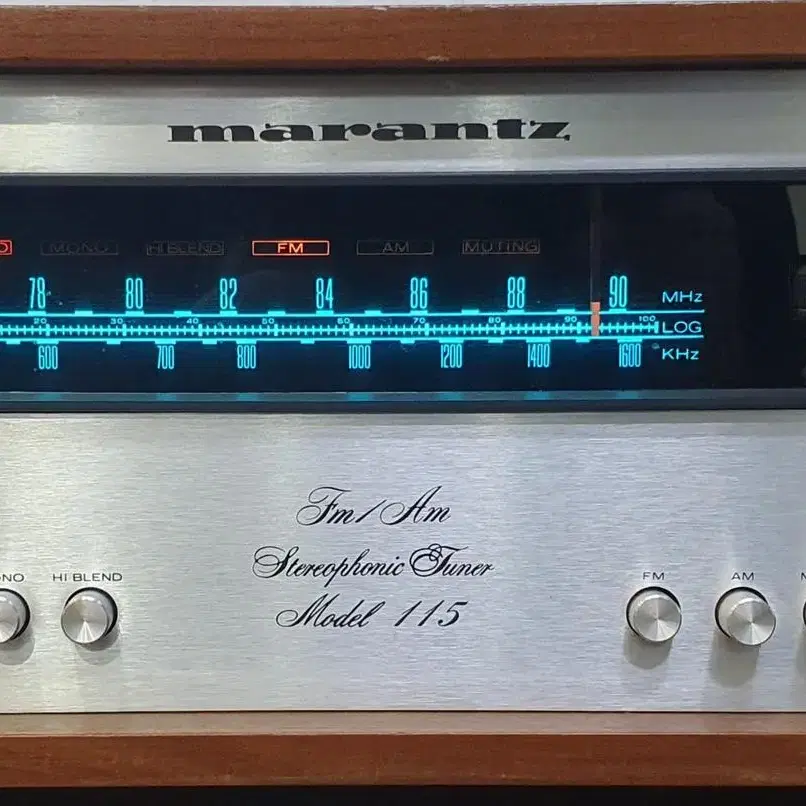 marantz
MONO HI BLEND FM AM MUTING
78 80 82 84 86 88 90 MHz
20 30 40 50 60 70 80 90 100 LOG
600 700 800 1000 1200 1400 1600 KHz
Fm/Am
Stereophonic Tuner
Model 115
NO HI BLEND FM AM